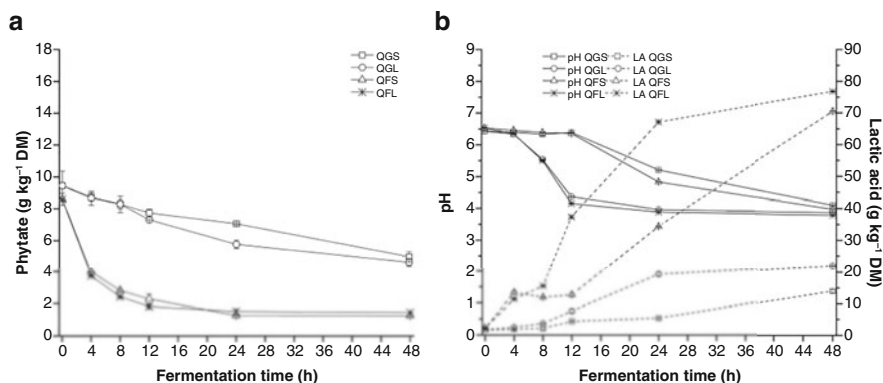 a
18
16
14
12
10
8
6
4
2
0
Phytate (g kg⁻¹ DM)
QGS
QGL
QFS
QFL
0 4 8 12 16 20 24 28 32 36 40 44 48
Fermentation time (h)
b
9
8
7
6
5
4
3
2
1
0
pH
pH QGS LA QGS
pH QGL LA QGL
pH QFS LA QFS
pH QFL LA QFL
90
80
70
60
50
40
30
20
10
0
Lactic acid (g kg⁻¹ DM)
0 4 8 12 16 20 24 28 32 36 40 44 48
Fermentation time (h)